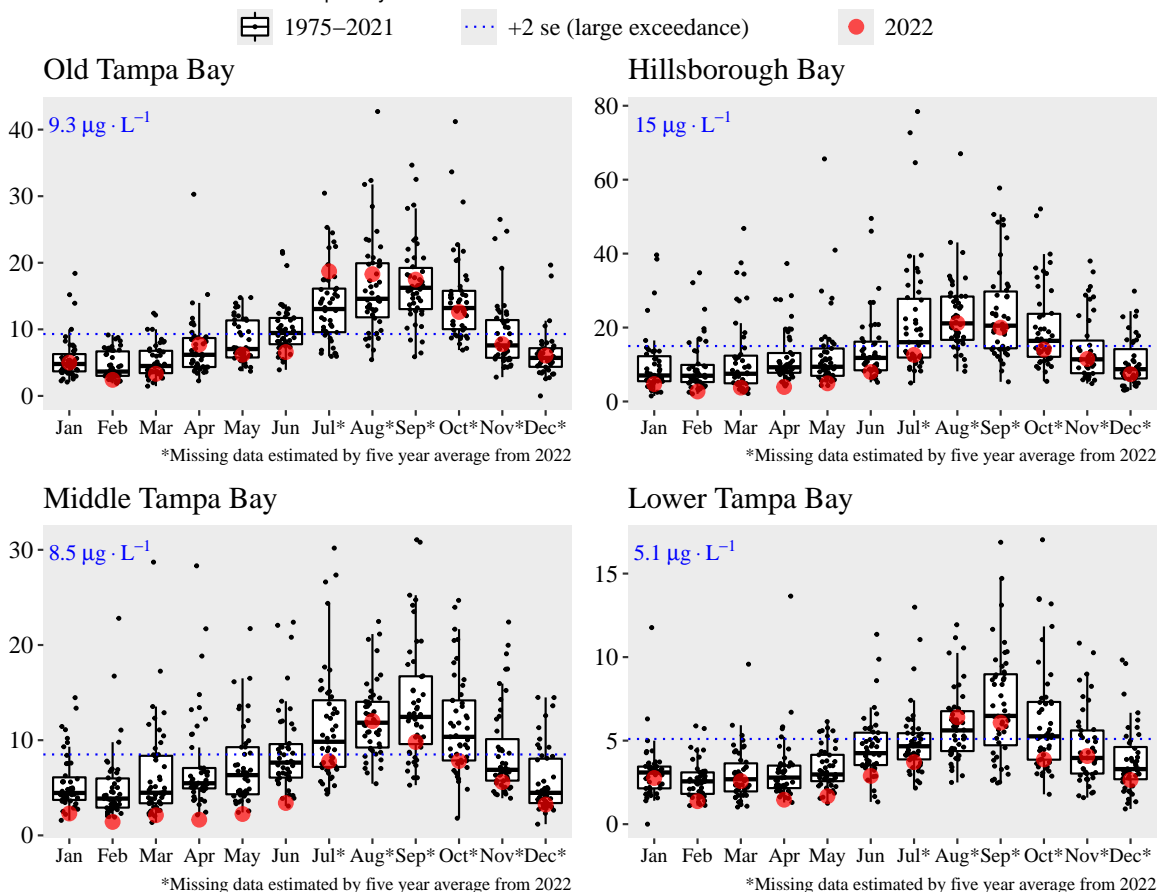 1975–2021 +2 se (large exceedance) 2022
Old Tampa Bay
9.3 μg · L⁻¹
40
30
20
10
0
Jan Feb Mar Apr May Jun Jul* Aug* Sep* Oct* Nov* Dec*
*Missing data estimated by five year average from 2022
Hillsborough Bay
15 μg · L⁻¹
80
60
40
20
0
Jan Feb Mar Apr May Jun Jul* Aug* Sep* Oct* Nov* Dec*
*Missing data estimated by five year average from 2022
Middle Tampa Bay
8.5 μg · L⁻¹
30
20
10
0
Jan Feb Mar Apr May Jun Jul* Aug* Sep* Oct* Nov* Dec*
*Missing data estimated by five year average from 2022
Lower Tampa Bay
5.1 μg · L⁻¹
15
10
5
0
Jan Feb Mar Apr May Jun Jul* Aug* Sep* Oct* Nov* Dec*
*Missing data estimated by five year average from 2022